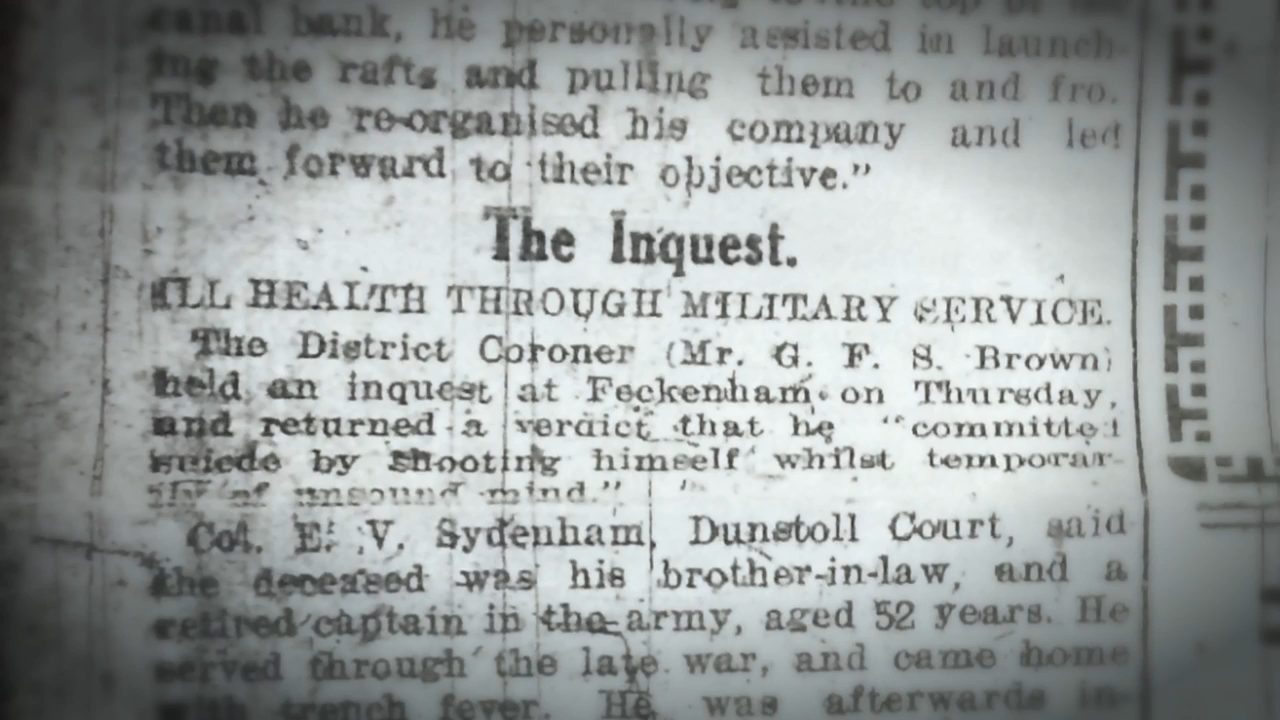 canal bank, he personally assisted in launch-
ing the rafts and pulling them to and fro.
Then he re-organised his company and led
them forward to their objective."
The Inquest.
ILL HEALTH THROUGH MILITARY SERVICE.
The District Coroner (Mr. G. F. S. Brown)
held an inquest at Feckenham on Thursday,
and returned a verdict that he "committed
suicide by shooting himself whilst temporar-
ily of unsound mind."
Col. E. V. Sydenham, Dunstoll Court, said
the deceased was his brother-in-law, and a
retired captain in the army, aged 52 years. He
served through the late war, and came home
with trench fever. He was afterwards in-